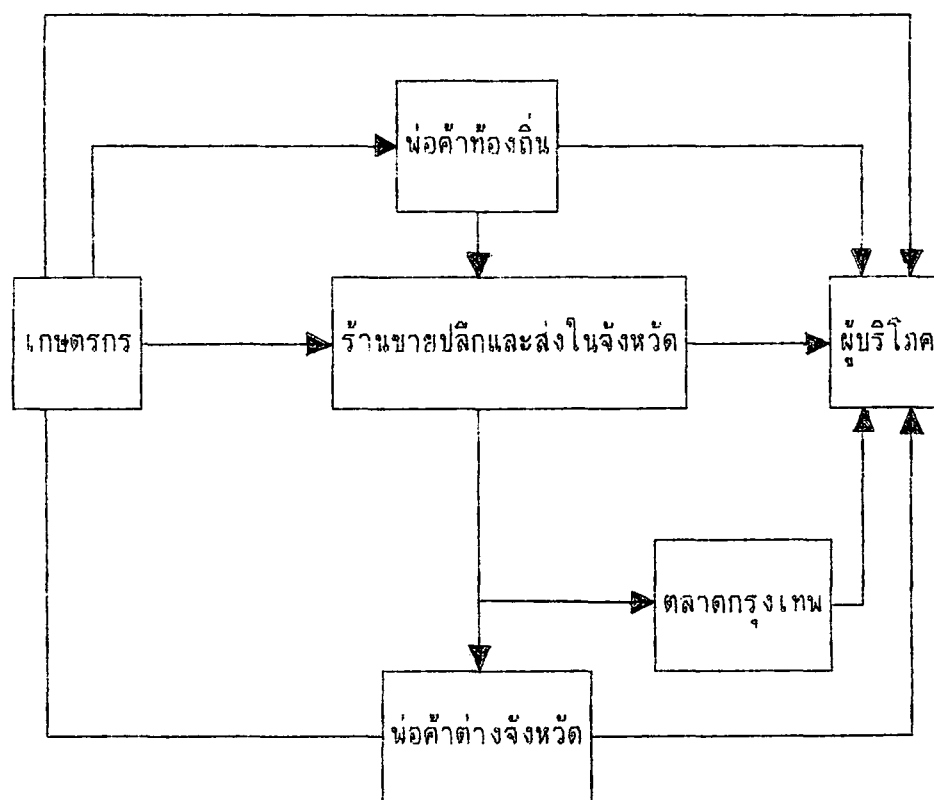 พ่อค้าท้องถิ่น
เกษตรกร
ร้านขายปลีกและส่งในจังหวัด
ผู้บริโภค
ตลาดกรุงเทพ
พ่อค้าต่างจังหวัด